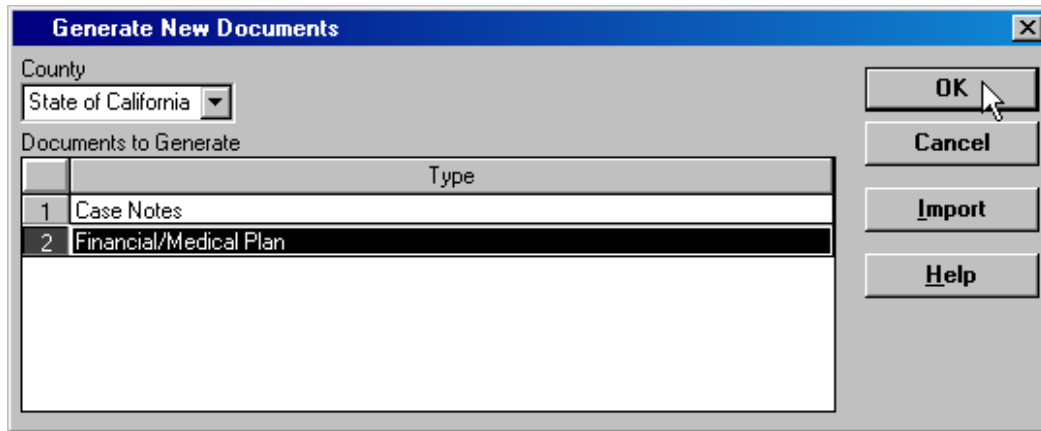 Generate New Documents
County
State of California
OK
Documents to Generate
Cancel
Type
1 Case Notes
Import
2 Financial/Medical Plan
Help